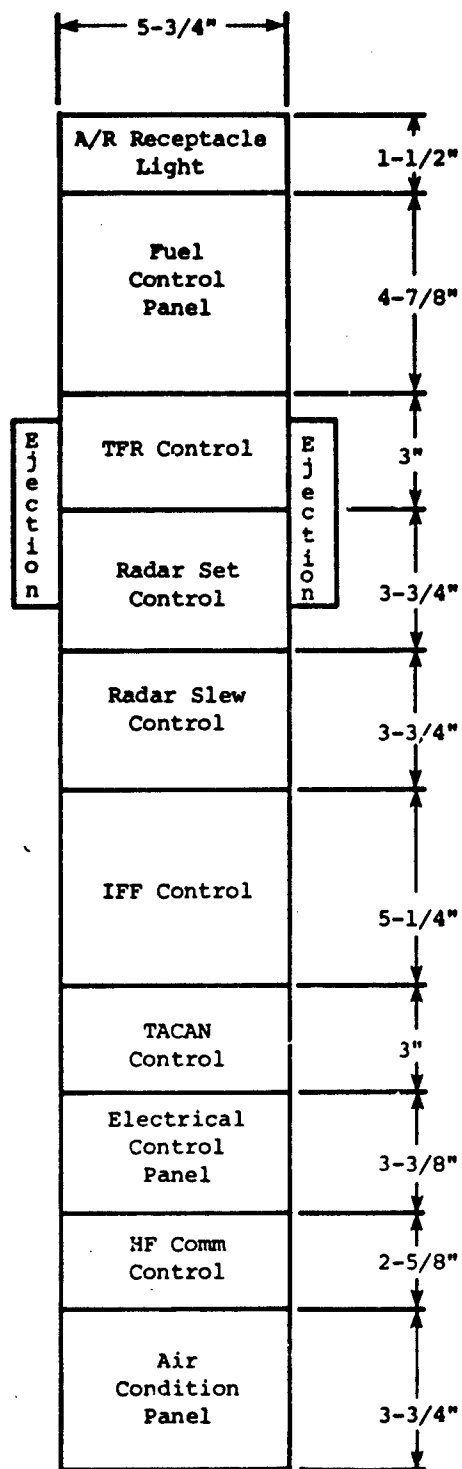 5-3/4"
A/R Receptacle
Light
1-1/2"
Fuel
Control
Panel
4-7/8"
Ejection
TFR Control
Ejection
3"
Radar Set
Control
3-3/4"
Radar Slew
Control
3-3/4"
IFF Control
5-1/4"
TACAN
Control
3"
Electrical
Control
Panel
3-3/8"
HF Comm
Control
2-5/8"
Air
Condition
Panel
3-3/4"